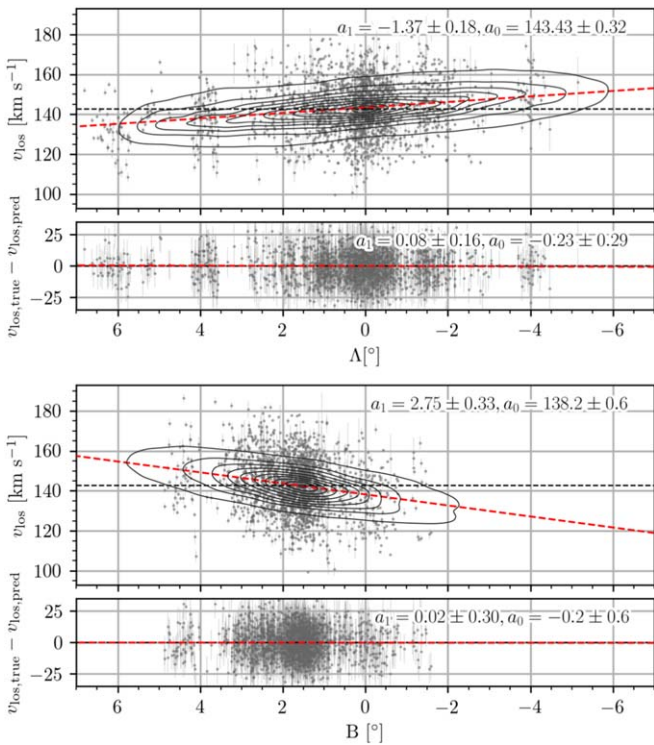 a₁ = −1.37 ± 0.18, a₀ = 143.43 ± 0.32
180
160
140
120
100
v_los [km s⁻¹]
a₁ = 0.08 ± 0.16, a₀ = −0.23 ± 0.29
25
0
−25
v_los,true − v_los,pred
6 4 2 0 −2 −4 −6
Λ[°]
a₁ = 2.75 ± 0.33, a₀ = 138.2 ± 0.6
180
160
140
120
100
v_los [km s⁻¹]
a₁ = 0.02 ± 0.30, a₀ = −0.2 ± 0.6
25
0
−25
v_los,true − v_los,pred
6 4 2 0 −2 −4 −6
B [°]